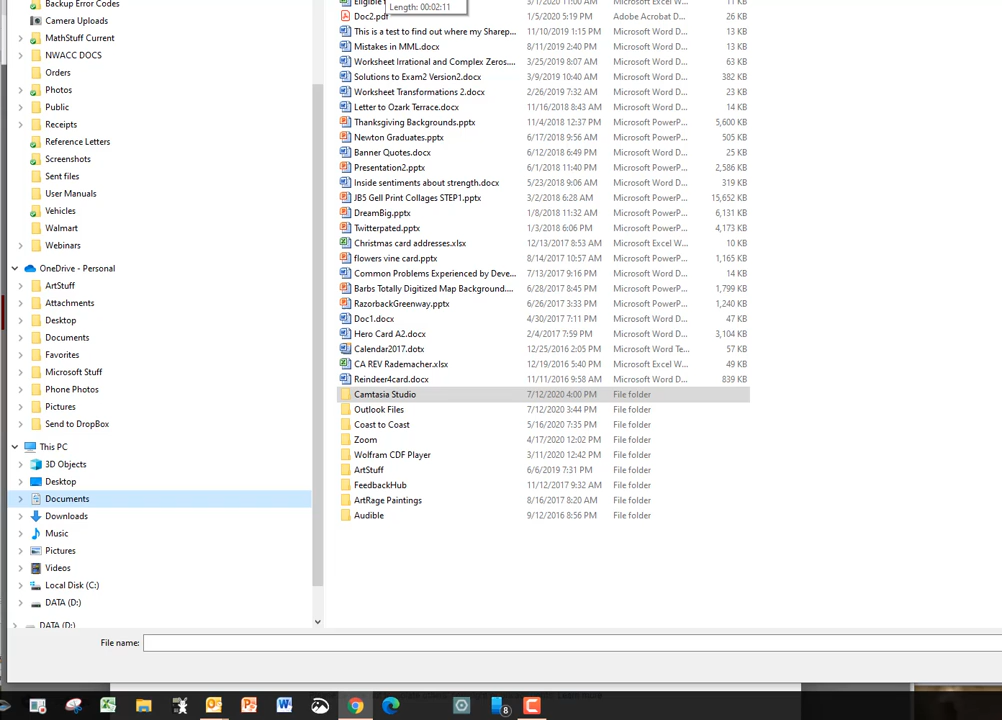 Backup Error Codes
Camera Uploads
MathStuff Current
NWACC DOCS
Orders
Photos
Public
Receipts
Reference Letters
Screenshots
Sent files
User Manuals
Vehicles
Walmart
Webinars
OneDrive - Personal
ArtStuff
Attachments
Desktop
Documents
Favorites
Microsoft Stuff
Phone Photos
Pictures
Send to DropBox
This PC
3D Objects
Desktop
Documents
Downloads
Music
Pictures
Videos
Local Disk (C:)
DATA (D:)
DATA (D:)
Length: 00:02:11
Eligible 3/1/2020 11:00 AM Microsoft Excel W... 11 KB
Doc2.pdf 1/5/2020 5:19 PM Adobe Acrobat D... 26 KB
This is a test to find out where my Sharep... 11/10/2019 1:15 PM Microsoft Word D... 13 KB
Mistakes in MML.docx 8/11/2019 2:40 PM Microsoft Word D... 13 KB
Worksheet Irrational and Complex Zeros.... 3/25/2019 8:07 AM Microsoft Word D... 63 KB
Solutions to Exam2 Version2.docx 3/9/2019 10:40 AM Microsoft Word D... 382 KB
Worksheet Transformations 2.docx 2/26/2019 7:32 AM Microsoft Word D... 23 KB
Letter to Ozark Terrace.docx 11/16/2018 8:43 AM Microsoft Word D... 14 KB
Thanksgiving Backgrounds.pptx 11/4/2018 12:37 PM Microsoft PowerP... 5,600 KB
Newton Graduates.pptx 6/17/2018 9:56 AM Microsoft PowerP... 505 KB
Banner Quotes.docx 6/12/2018 6:49 PM Microsoft Word D... 25 KB
Presentation2.pptx 6/1/2018 11:40 PM Microsoft PowerP... 2,586 KB
Inside sentiments about strength.docx 5/23/2018 9:06 AM Microsoft Word D... 319 KB
JB5 Gell Print Collages STEP1.pptx 3/2/2018 6:28 AM Microsoft PowerP... 15,652 KB
DreamBig.pptx 1/8/2018 11:32 AM Microsoft PowerP... 6,131 KB
Twitterpated.pptx 1/3/2018 6:06 PM Microsoft PowerP... 4,173 KB
Christmas card addresses.xlsx 12/13/2017 8:53 AM Microsoft Excel W... 10 KB
flowers vine card.pptx 8/14/2017 10:57 AM Microsoft PowerP... 1,165 KB
Common Problems Experienced by Deve... 7/13/2017 9:16 PM Microsoft Word D... 14 KB
Barbs Totally Digitized Map Background.... 6/28/2017 8:45 PM Microsoft PowerP... 1,799 KB
RazorbackGreenway.pptx 6/26/2017 3:33 PM Microsoft PowerP... 1,240 KB
Doc1.docx 4/30/2017 7:11 PM Microsoft Word D... 47 KB
Hero Card A2.docx 2/4/2017 7:59 PM Microsoft Word D... 3,104 KB
Calendar2017.dotx 12/25/2016 2:05 PM Microsoft Word Te... 57 KB
CA REV Rademacher.xlsx 12/19/2016 5:40 PM Microsoft Excel W... 49 KB
Reindeer4card.docx 11/11/2016 9:58 AM Microsoft Word D... 839 KB
Camtasia Studio 7/12/2020 4:00 PM File folder
Outlook Files 7/12/2020 3:44 PM File folder
Coast to Coast 5/16/2020 7:35 PM File folder
Zoom 4/17/2020 12:02 PM File folder
Wolfram CDF Player 3/11/2020 12:42 PM File folder
ArtStuff 6/6/2019 7:31 PM File folder
FeedbackHub 11/12/2017 9:32 AM File folder
ArtRage Paintings 8/16/2017 8:20 AM File folder
Audible 9/12/2016 8:56 PM File folder
File name:
8